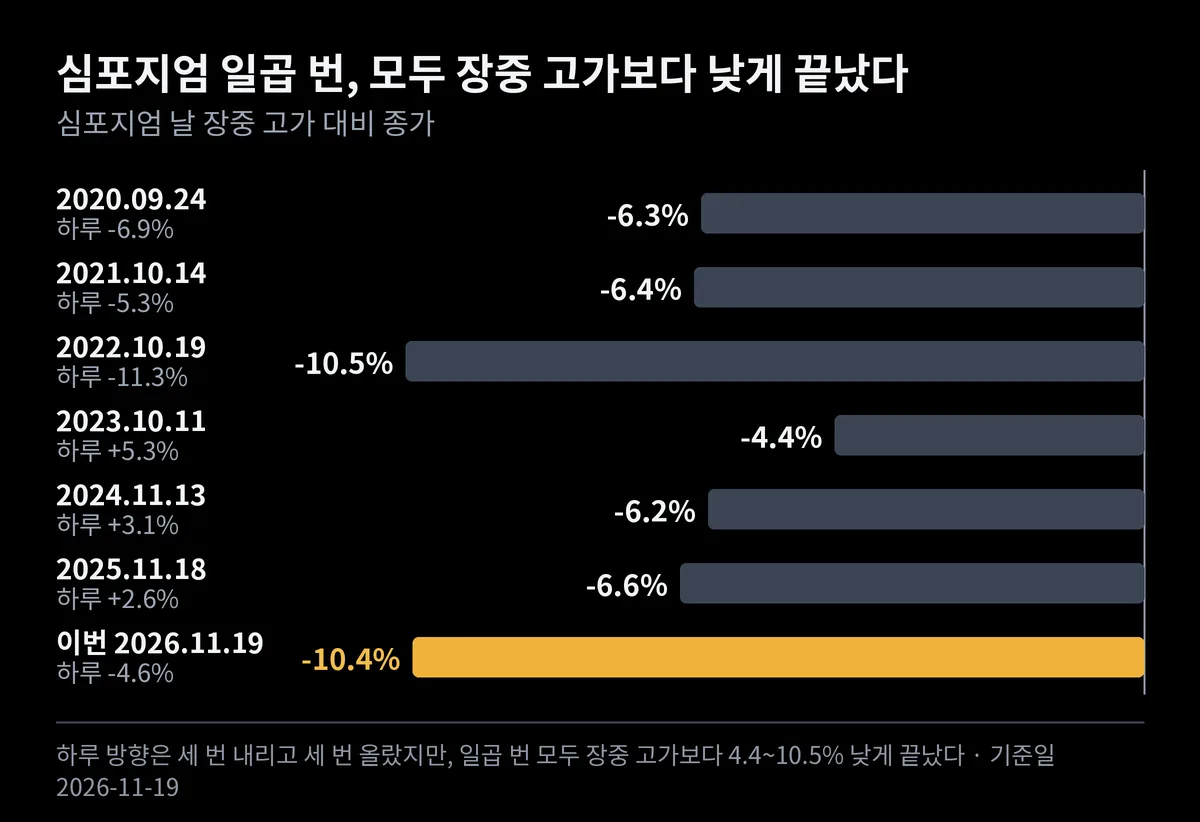 심포지엄 일곱 번, 모두 장중 고가보다 낮게 끝났다
심포지엄 날 장중 고가 대비 종가
2020.09.24
하루 -6.9%
-6.3%
2021.10.14
하루 -5.3%
-6.4%
2022.10.19
하루 -11.3%
-10.5%
2023.10.11
하루 +5.3%
-4.4%
2024.11.13
하루 +3.1%
-6.2%
2025.11.18
하루 +2.6%
-6.6%
이번 2026.11.19
하루 -4.6%
-10.4%
하루 방향은 세 번 내리고 세 번 올랐지만, 일곱 번 모두 장중 고가보다 4.4~10.5% 낮게 끝났다 · 기준일
2026-11-19